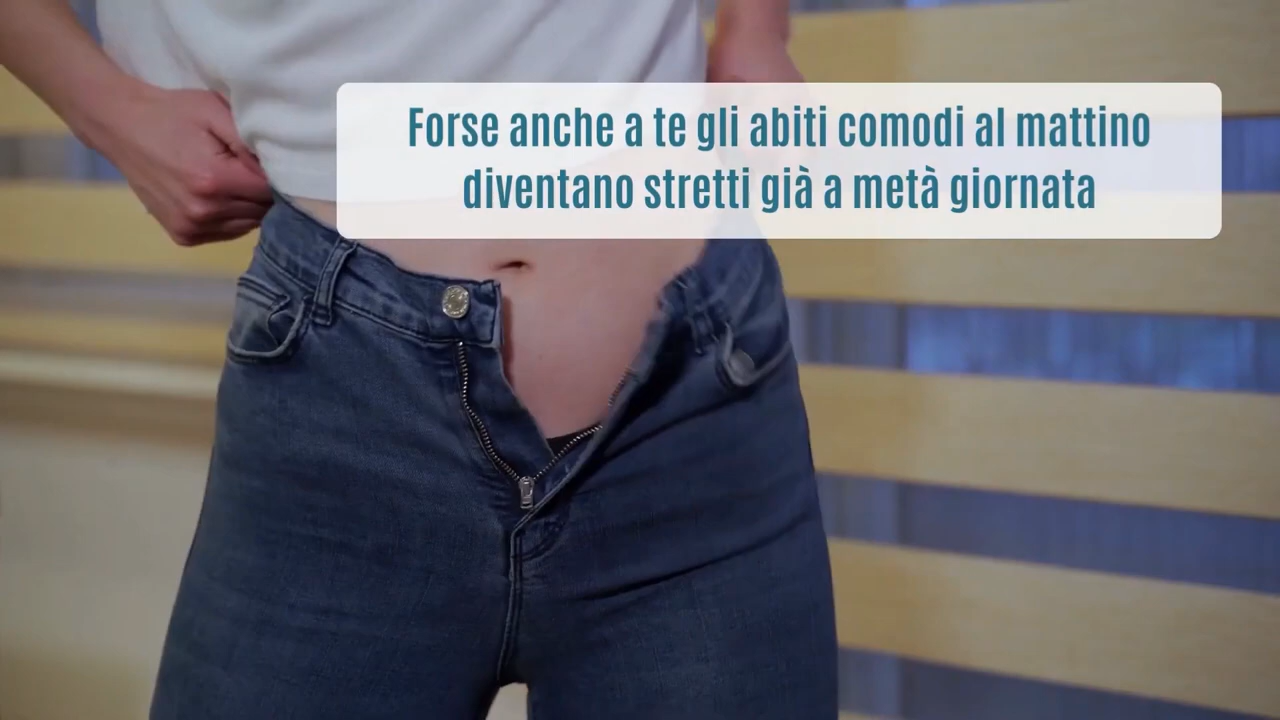 Forse anche a te gli abiti comodi al mattino
diventano stretti già a metà giornata